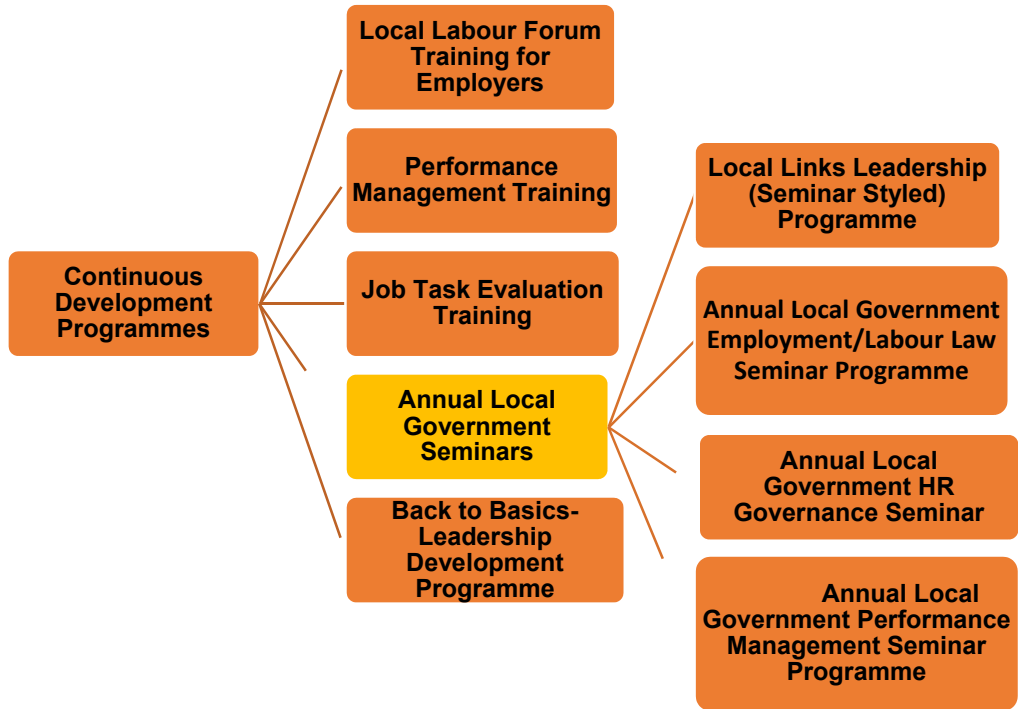 Continuous
Development
Programmes
Local Labour Forum
Training for
Employers
Performance
Management Training
Job Task Evaluation
Training
Annual Local
Government
Seminars
Back to Basics-
Leadership
Development
Programme
Local Links Leadership
(Seminar Styled)
Programme
Annual Local Government
Employment/Labour Law
Seminar Programme
Annual Local
Government HR
Governance Seminar
Annual Local
Government Performance
Management Seminar
Programme